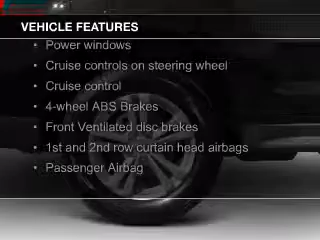 VEHICLE FEATURES
• Power windows
• Cruise controls on steering wheel
• Cruise control
• 4-wheel ABS Brakes
• Front Ventilated disc brakes
• 1st and 2nd row curtain head airbags
• Passenger Airbag